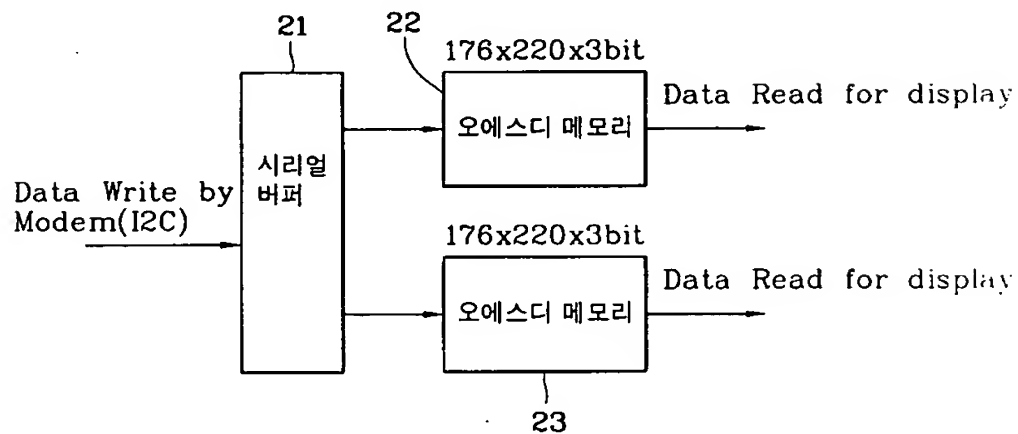 21
22
176x220x3bit
Data Read for display
오에스디 메모리
시리얼
버퍼
Data Write by
Modem(I2C)
176x220x3bit
Data Read for display
오에스디 메모리
23